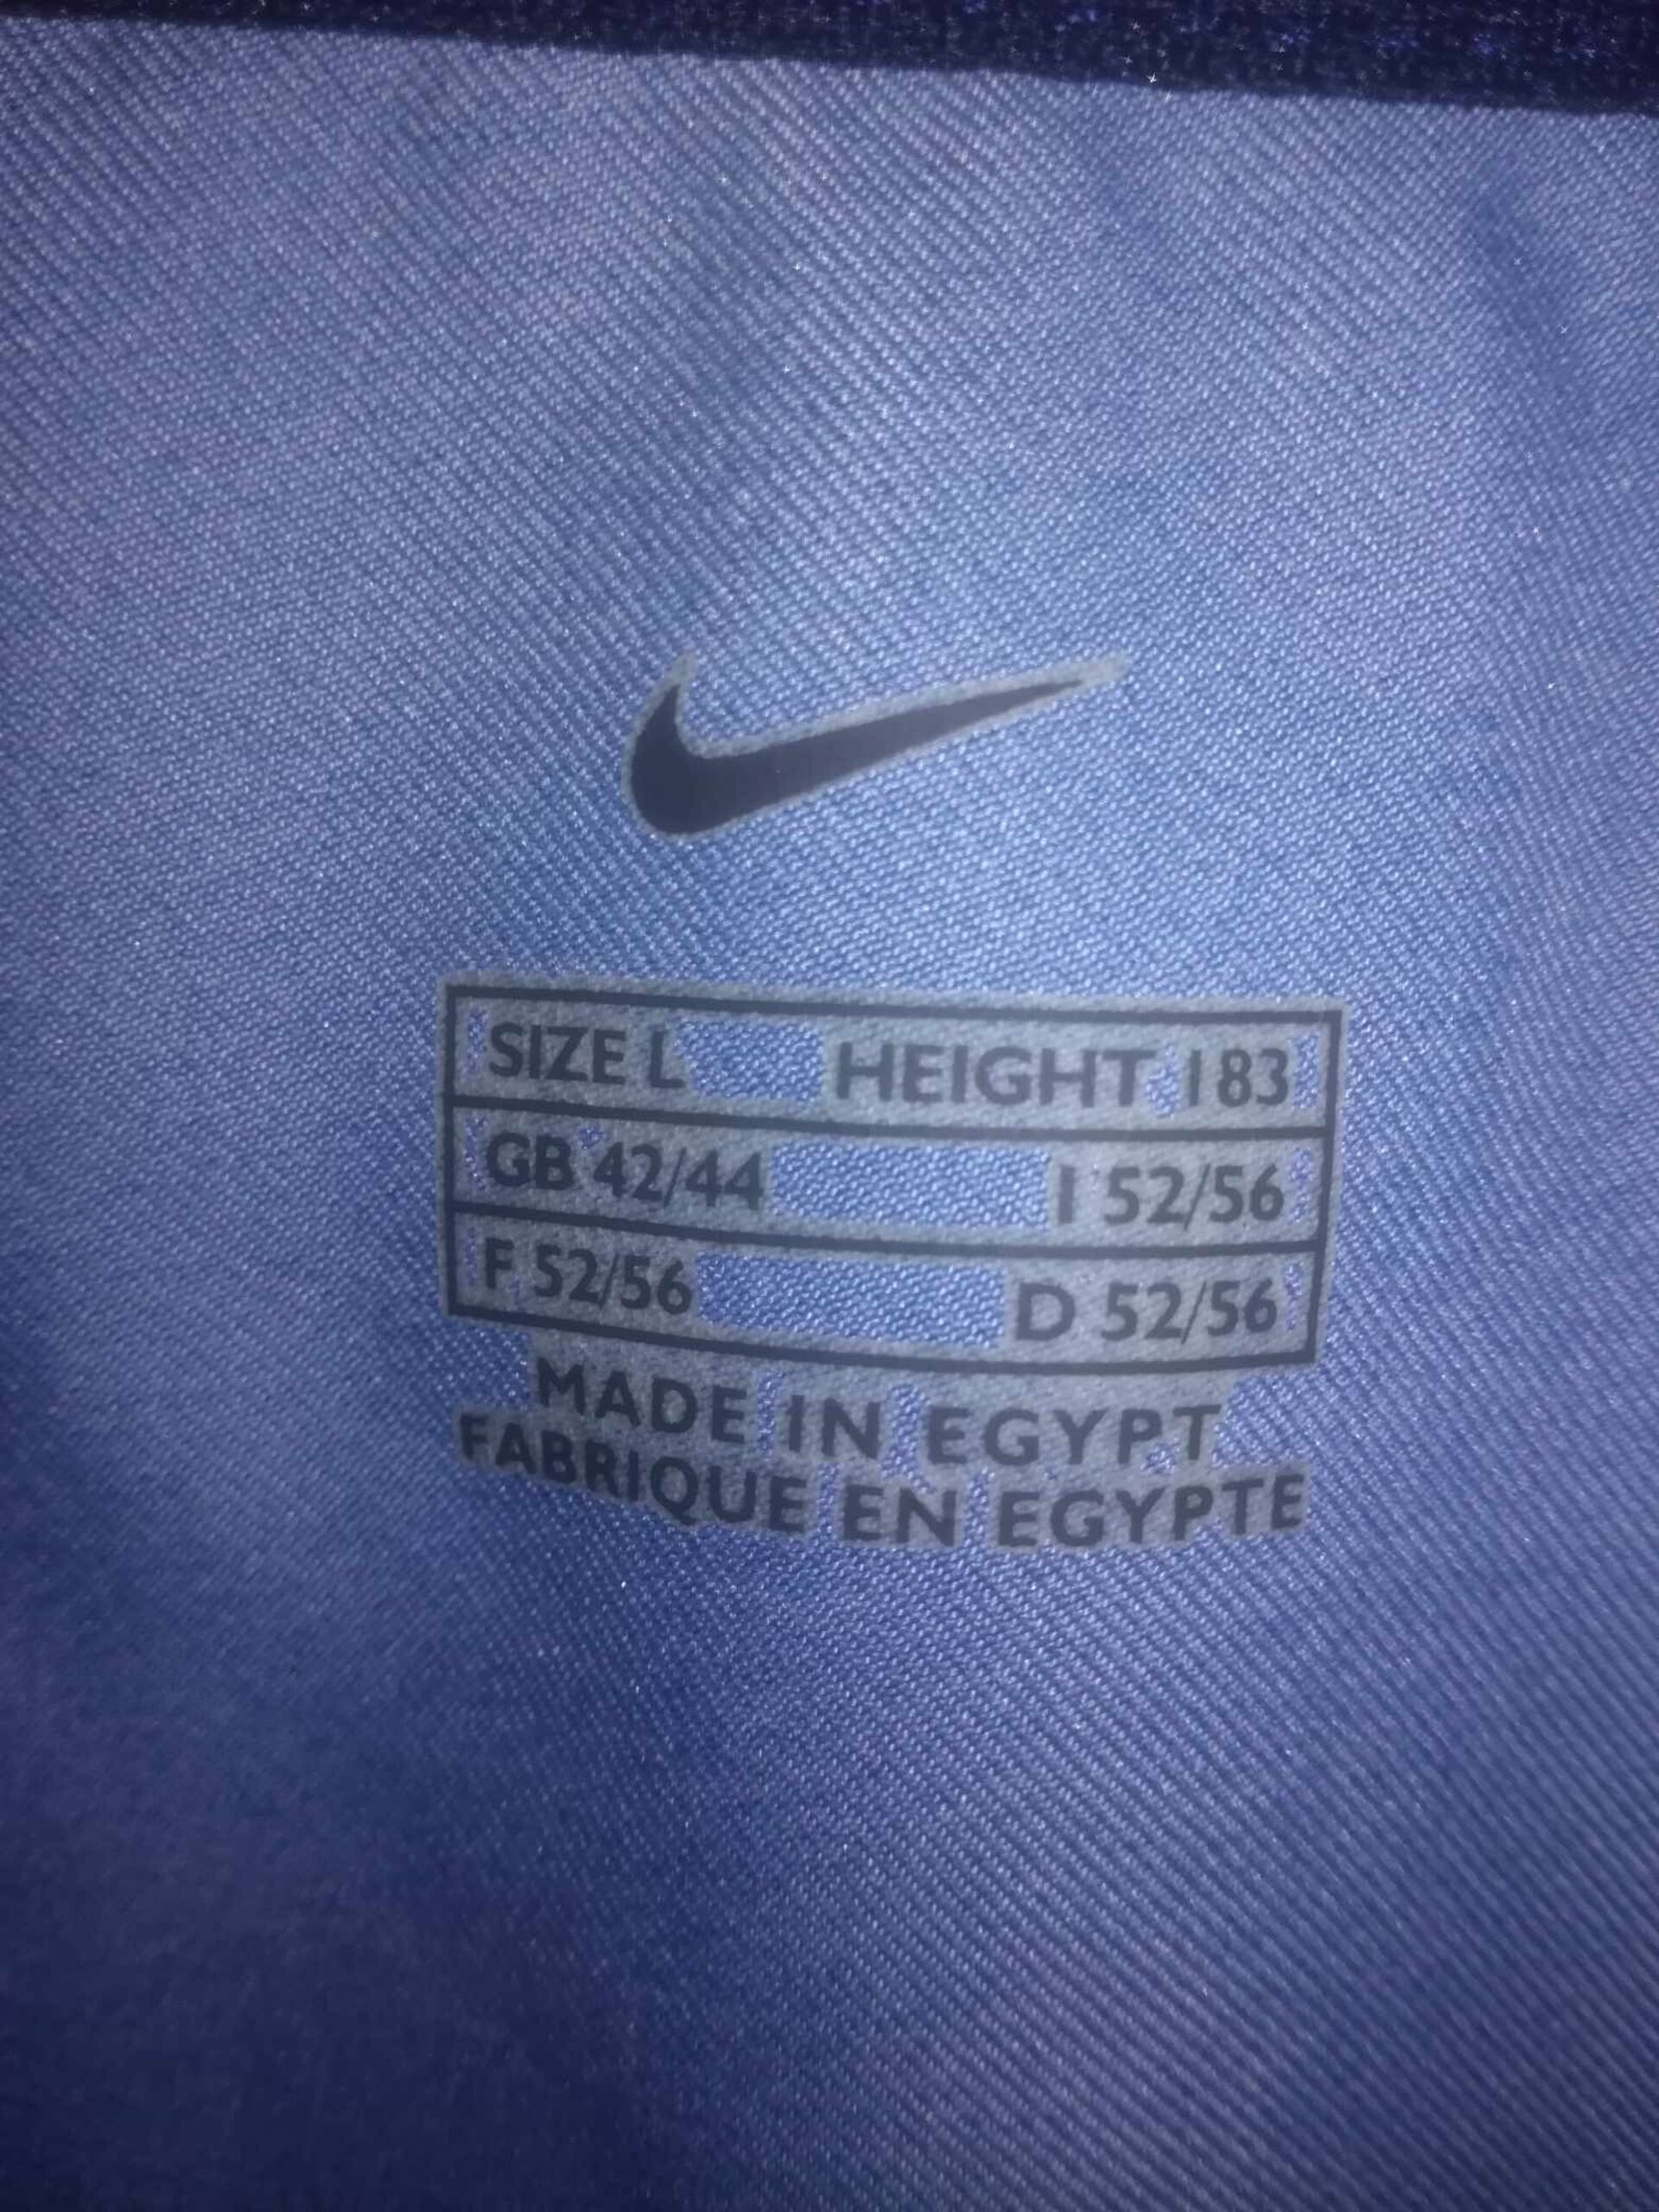 SIZE L HEIGHT 183
GB 42/44 I 52/56
F 52/56 D 52/56
MADE IN EGYPT
FABRIQUE EN EGYPTE